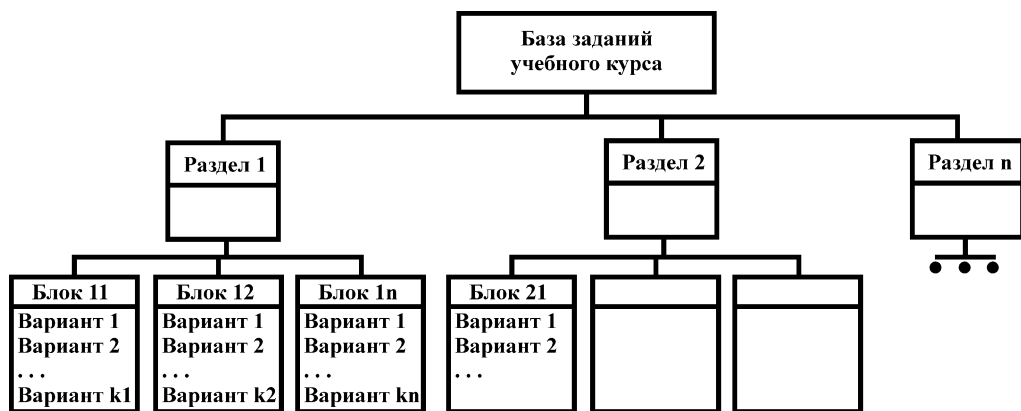 База заданий
учебного курса
Раздел 1
Раздел 2
Раздел n
Блок 11
Вариант 1
Вариант 2
. . .
Вариант k1
Блок 12
Вариант 1
Вариант 2
. . .
Вариант k2
Блок 1n
Вариант 1
Вариант 2
. . .
Вариант kn
Блок 21
Вариант 1
Вариант 2
. . .